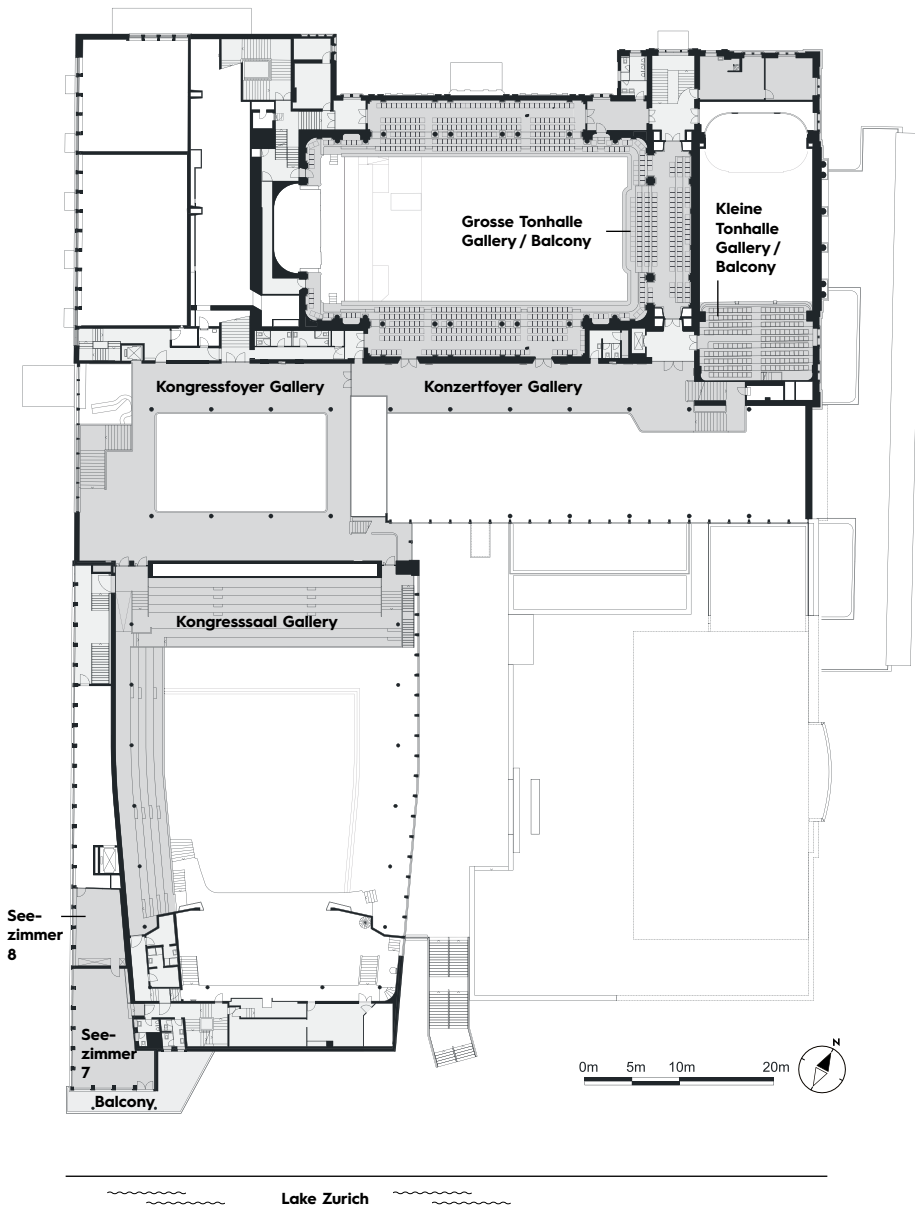 Grosse Tonhalle
Gallery / Balcony
Kleine
Tonhalle
Gallery /
Balcony
Kongressfoyer Gallery
Konzertfoyer Gallery
Kongresssaal Gallery
See-
zimmer
8
See-
zimmer
7
Balcony
0m 5m 10m 20m
N
Lake Zurich